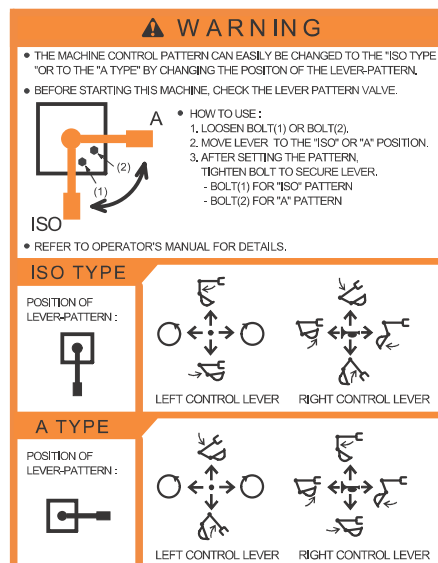 WARNING
• THE MACHINE CONTROL PATTERN CAN EASILY BE CHANGED TO THE "ISO TYPE
"OR TO THE "A TYPE" BY CHANGING THE POSITON OF THE LEVER-PATTERN.
• BEFORE STARTING THIS MACHINE, CHECK THE LEVER PATTERN VALVE.
A
(2)
(1)
ISO
• HOW TO USE :
1. LOOSEN BOLT(1) OR BOLT(2).
2. MOVE LEVER TO THE "ISO" OR "A" POSITION.
3. AFTER SETTING THE PATTERN,
TIGHTEN BOLT TO SECURE LEVER.
- BOLT(1) FOR "ISO" PATTERN
- BOLT(2) FOR "A" PATTERN
• REFER TO OPERATOR'S MANUAL FOR DETAILS.
ISO TYPE
POSITION OF
LEVER-PATTERN :
LEFT CONTROL LEVER
RIGHT CONTROL LEVER
A TYPE
POSITION OF
LEVER-PATTERN :
LEFT CONTROL LEVER
RIGHT CONTROL LEVER